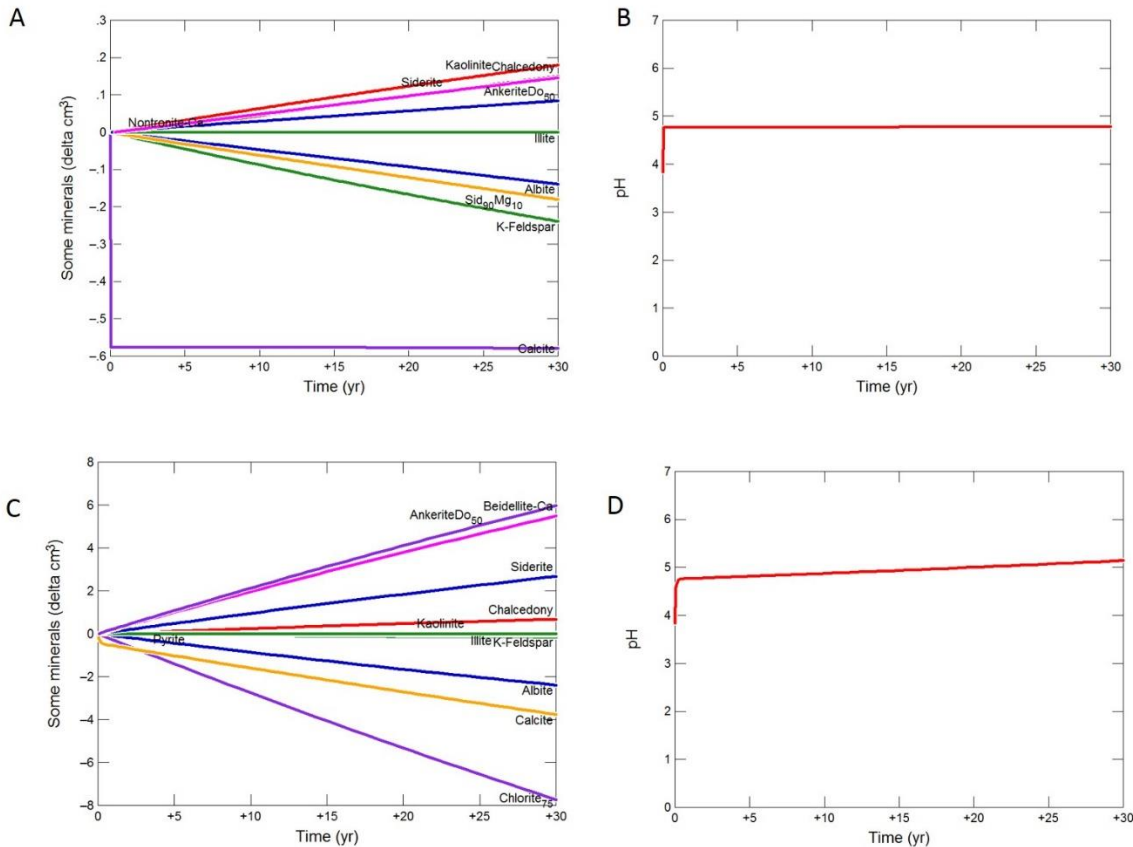 A
Some minerals (delta cm³)
.3
.2
.1
0
–.1
–.2
–.3
–.4
–.5
–.6
Kaolinite
Chalcedony
Siderite
AnkeriteDo₅₀
Nontronite-Ca
Illite
Albite
Sid₉₀Mg₁₀
K-Feldspar
Calcite
0 +5 +10 +15 +20 +25 +30
Time (yr)
B
pH
7
6
5
4
3
2
1
0
0 +5 +10 +15 +20 +25 +30
Time (yr)
C
Some minerals (delta cm³)
8
6
4
2
0
–2
–4
–6
–8
Beidellite-Ca
AnkeriteDo₅₀
Siderite
Chalcedony
Kaolinite
Pyrite
Illite
K-Feldspar
Albite
Calcite
Chlorite₇₅
0 +5 +10 +15 +20 +25 +30
Time (yr)
D
pH
7
6
5
4
3
2
1
0
0 +5 +10 +15 +20 +25 +30
Time (yr)